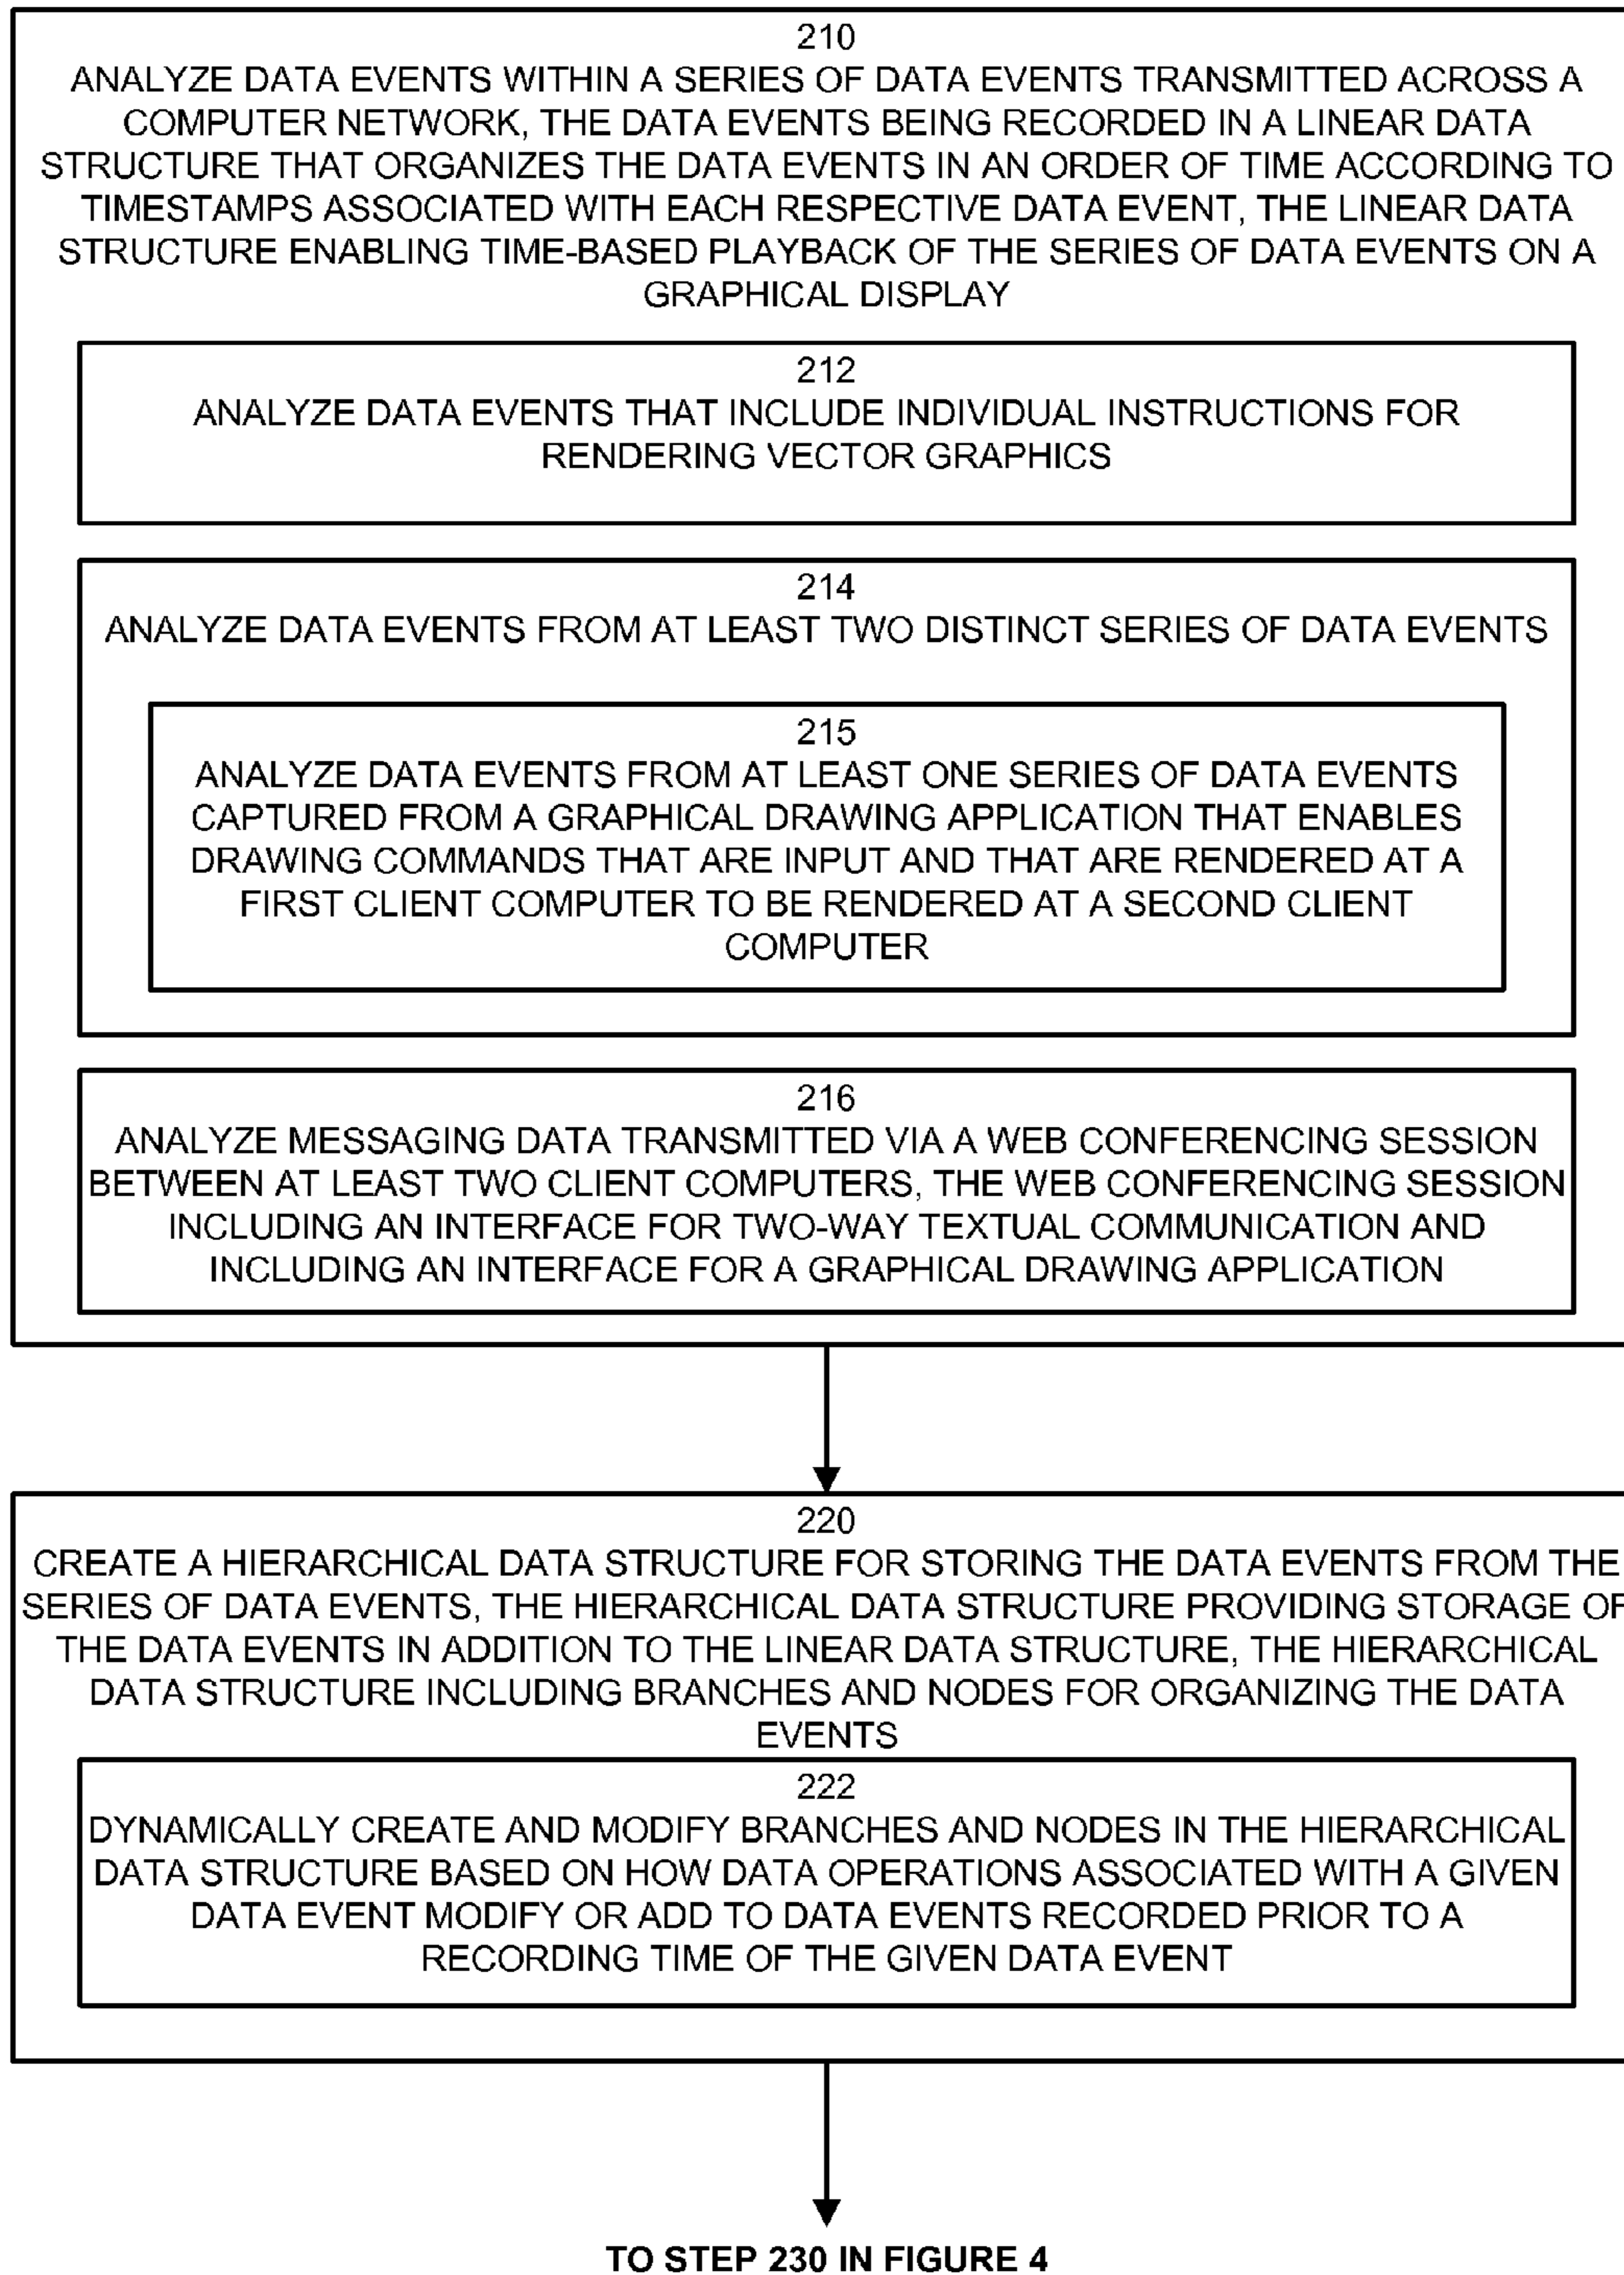 210
ANALYZE DATA EVENTS WITHIN A SERIES OF DATA EVENTS TRANSMITTED ACROSS A
COMPUTER NETWORK, THE DATA EVENTS BEING RECORDED IN A LINEAR DATA
STRUCTURE THAT ORGANIZES THE DATA EVENTS IN AN ORDER OF TIME ACCORDING TO
TIMESTAMPS ASSOCIATED WITH EACH RESPECTIVE DATA EVENT, THE LINEAR DATA
STRUCTURE ENABLING TIME-BASED PLAYBACK OF THE SERIES OF DATA EVENTS ON A
GRAPHICAL DISPLAY
212
ANALYZE DATA EVENTS THAT INCLUDE INDIVIDUAL INSTRUCTIONS FOR
RENDERING VECTOR GRAPHICS
214
ANALYZE DATA EVENTS FROM AT LEAST TWO DISTINCT SERIES OF DATA EVENTS
215
ANALYZE DATA EVENTS FROM AT LEAST ONE SERIES OF DATA EVENTS
CAPTURED FROM A GRAPHICAL DRAWING APPLICATION THAT ENABLES
DRAWING COMMANDS THAT ARE INPUT AND THAT ARE RENDERED AT A
FIRST CLIENT COMPUTER TO BE RENDERED AT A SECOND CLIENT
COMPUTER
216
ANALYZE MESSAGING DATA TRANSMITTED VIA A WEB CONFERENCING SESSION
BETWEEN AT LEAST TWO CLIENT COMPUTERS, THE WEB CONFERENCING SESSION
INCLUDING AN INTERFACE FOR TWO-WAY TEXTUAL COMMUNICATION AND
INCLUDING AN INTERFACE FOR A GRAPHICAL DRAWING APPLICATION
220
CREATE A HIERARCHICAL DATA STRUCTURE FOR STORING THE DATA EVENTS FROM THE
SERIES OF DATA EVENTS, THE HIERARCHICAL DATA STRUCTURE PROVIDING STORAGE OF
THE DATA EVENTS IN ADDITION TO THE LINEAR DATA STRUCTURE, THE HIERARCHICAL
DATA STRUCTURE INCLUDING BRANCHES AND NODES FOR ORGANIZING THE DATA
EVENTS
222
DYNAMICALLY CREATE AND MODIFY BRANCHES AND NODES IN THE HIERARCHICAL
DATA STRUCTURE BASED ON HOW DATA OPERATIONS ASSOCIATED WITH A GIVEN
DATA EVENT MODIFY OR ADD TO DATA EVENTS RECORDED PRIOR TO A
RECORDING TIME OF THE GIVEN DATA EVENT
TO STEP 230 IN FIGURE 4